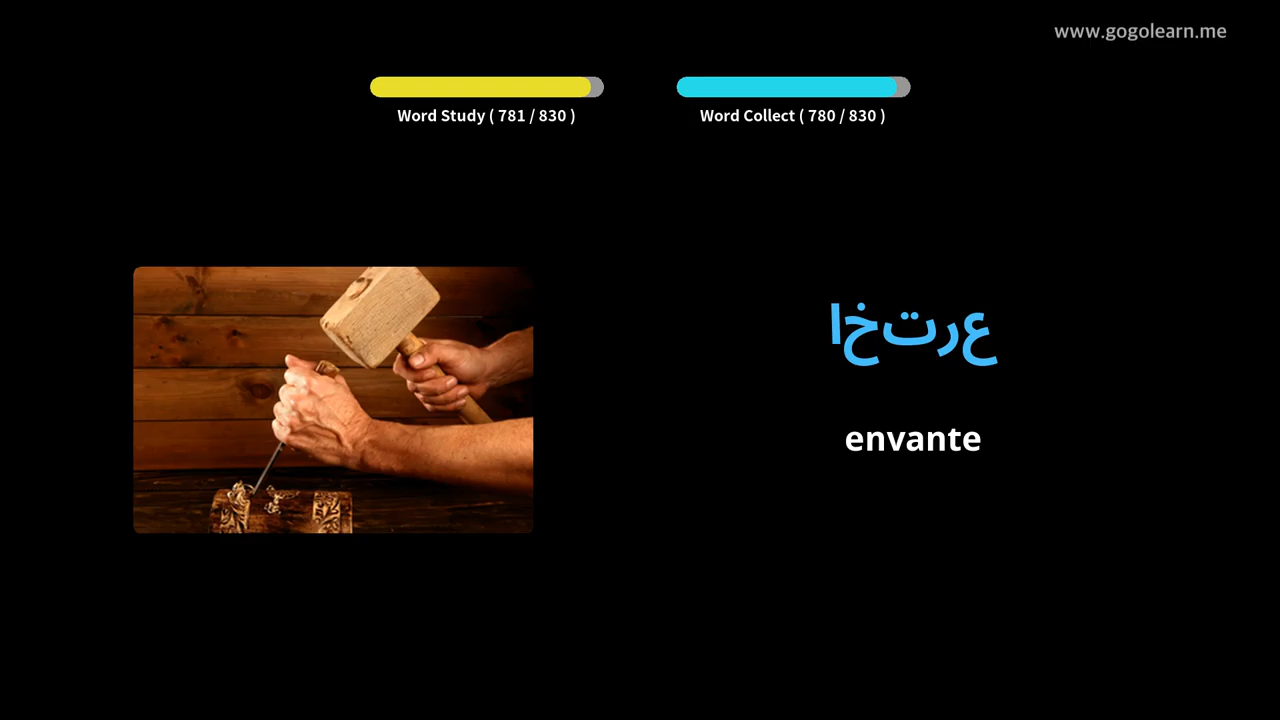 www.gogolearn.me
Word Study ( 781 / 830 )
Word Collect ( 780 / 830 )
اخترع
envante